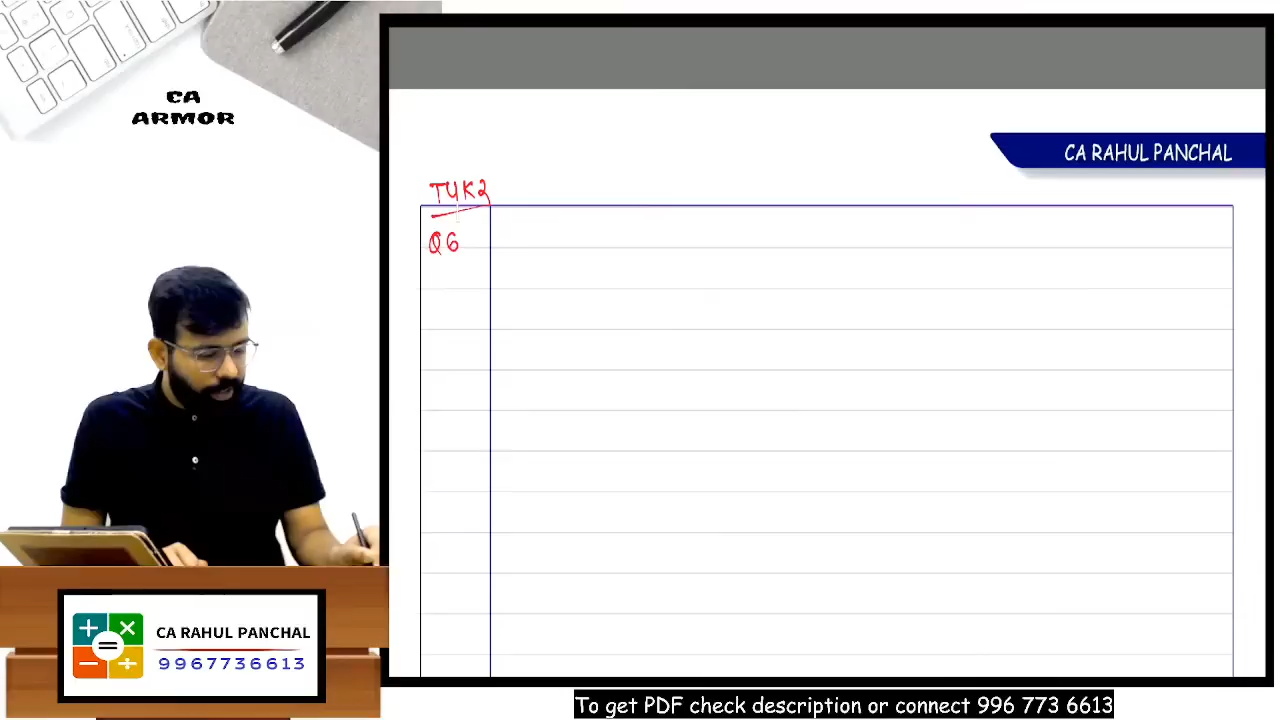 CA
ARMOR
CA RAHUL PANCHAL
TYK2
Q6
CA RAHUL PANCHAL
9967736613
To get PDF check description or connect 996 773 6613